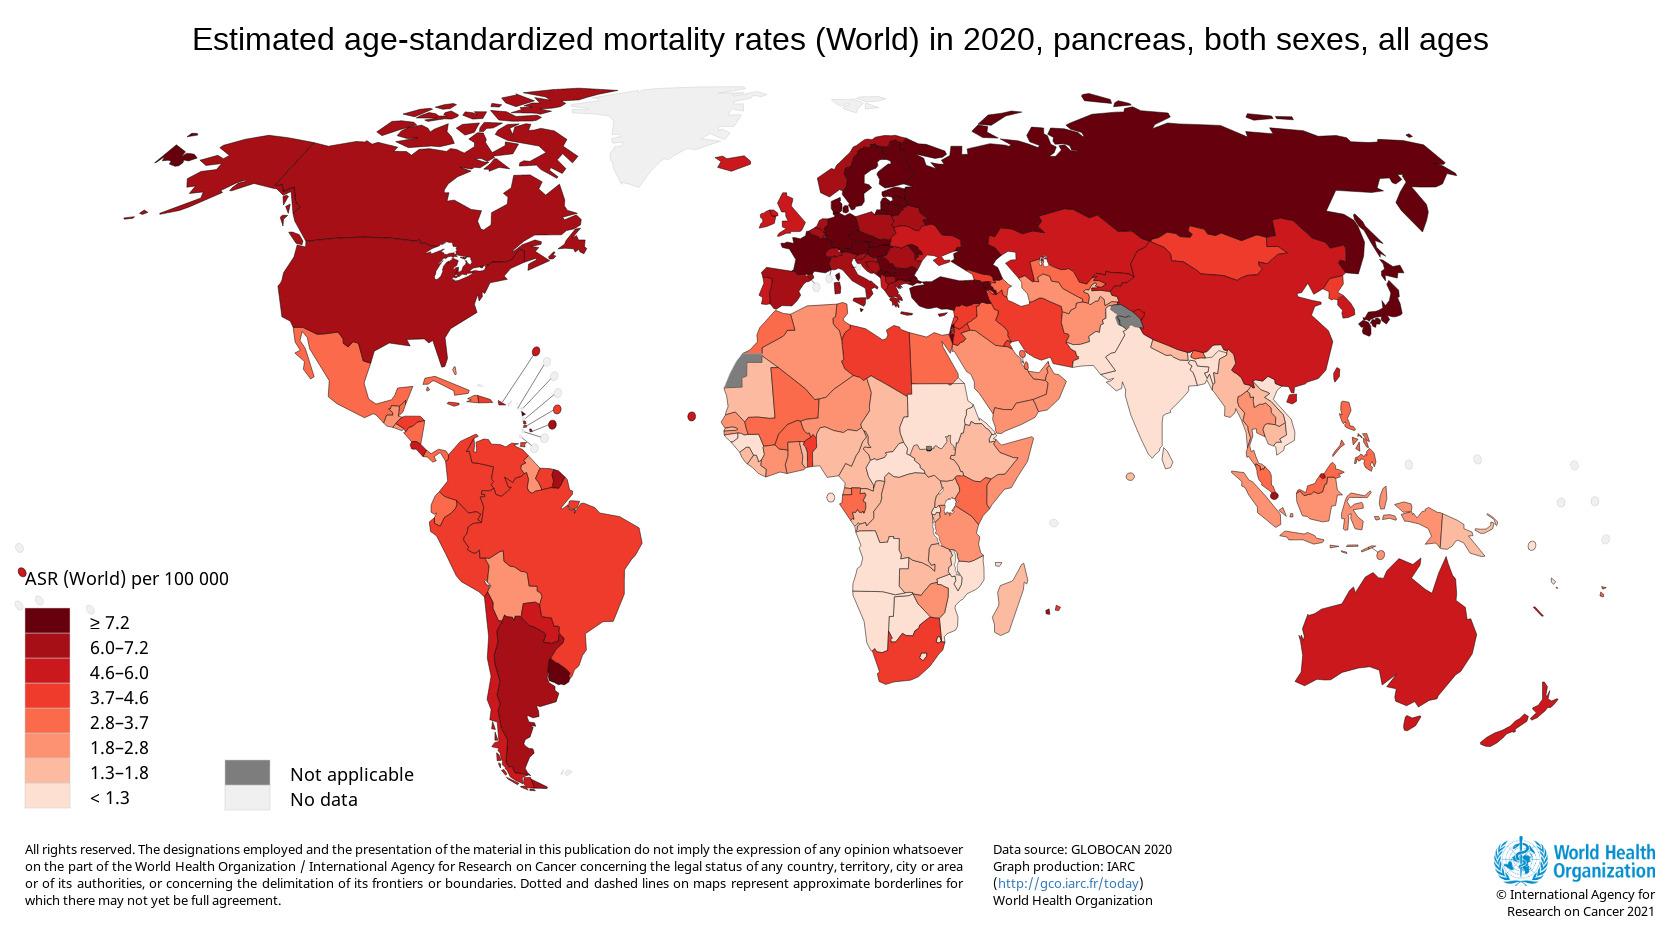 Estimated age-standardized mortality rates (World) in 2020, pancreas, both sexes, all ages
ASR (World) per 100 000
≥ 7.2
6.0–7.2
4.6–6.0
3.7–4.6
2.8–3.7
1.8–2.8
1.3–1.8
< 1.3
Not applicable
No data
All rights reserved. The designations employed and the presentation of the material in this publication do not imply the expression of any opinion whatsoever
on the part of the World Health Organization / International Agency for Research on Cancer concerning the legal status of any country, territory, city or area
or of its authorities, or concerning the delimitation of its frontiers or boundaries. Dotted and dashed lines on maps represent approximate borderlines for
which there may not yet be full agreement.
Data source: GLOBOCAN 2020
Graph production: IARC
(http://gco.iarc.fr/today)
World Health Organization
World Health
Organization
© International Agency for
Research on Cancer 2021